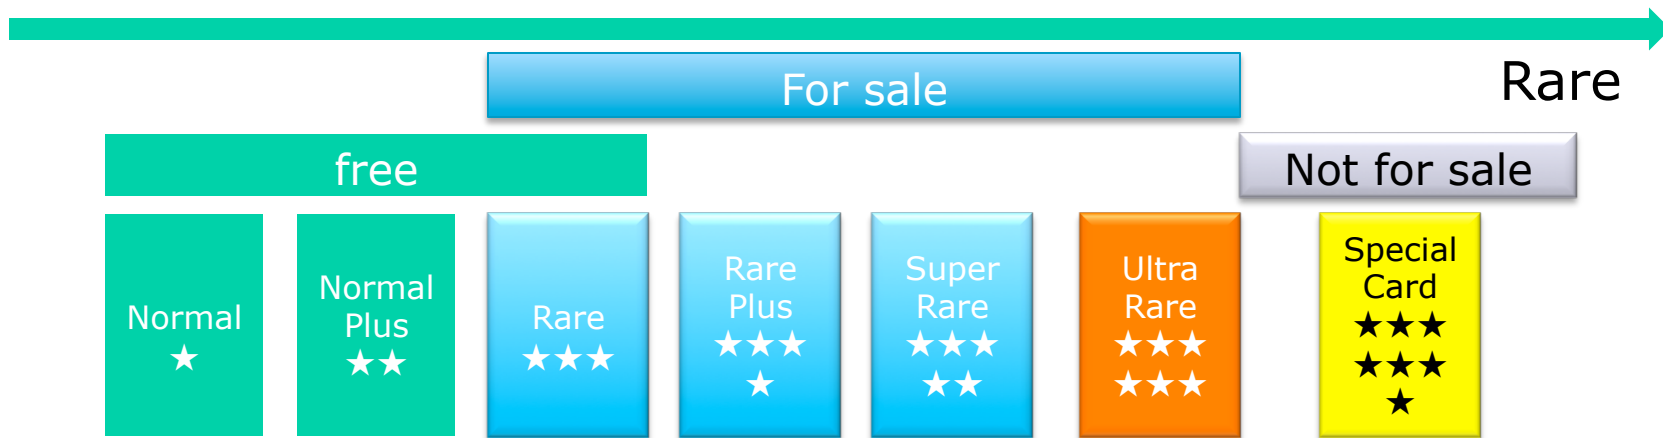 For sale
Rare
free
Not for sale
Normal
★
Normal
Plus
★★
Rare
★★★
Rare
Plus
★★★
★
Super
Rare
★★★
★★
Ultra
Rare
★★★
★★★
Special
Card
★★★
★★★
★